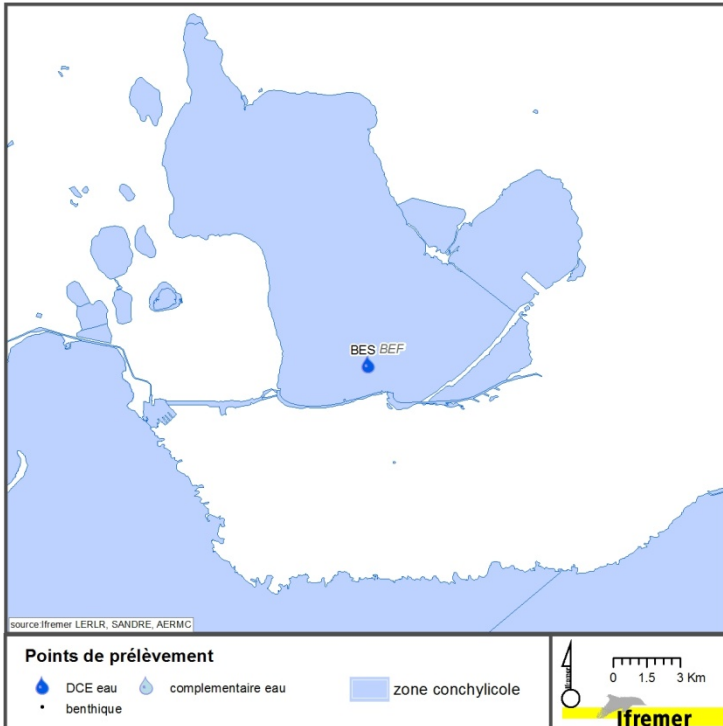 BES BEF
source:Ifremer LERLR, SANDRE, AERMC
Points de prélèvement
DCE eau
complementaire eau
benthique
zone conchylicole
0 1.5 3 Km
Ifremer